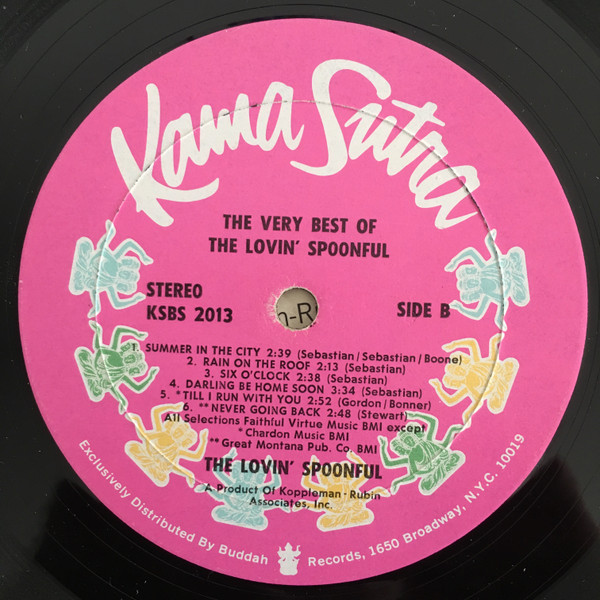 Kama Sutra
THE VERY BEST OF
THE LOVIN' SPOONFUL
STEREO
KSBS 2013
SIDE B
n-R
1. SUMMER IN THE CITY 2:39 (Sebastian/Sebastian/Boone)
2. RAIN ON THE ROOF 2:13 (Sebastian)
3. SIX O'CLOCK 2:38 (Sebastian)
4. DARLING BE HOME SOON 3:34 (Sebastian)
5. *TILL I RUN WITH YOU 2:52 (Gordon/Bonner)
6. **NEVER GOING BACK 2:48 (Stewart)
All Selections Faithful Virtue Music BMI except
* Chardon Music BMI
** Great Montana Pub. Co. BMI
THE LOVIN' SPOONFUL
A Product Of Koppleman-Rubin
Associates, Inc.
Exclusively Distributed By Buddah Records, 1650 Broadway, N.Y.C. 10019